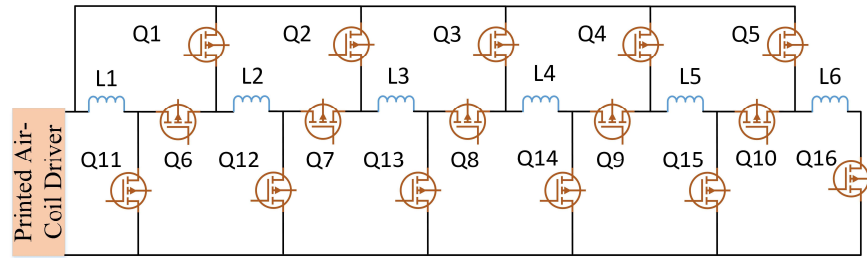 Q1 Q2 Q3 Q4 Q5
L1 L2 L3 L4 L5 L6
Q11 Q6 Q12 Q7 Q13 Q8 Q14 Q9 Q15 Q10 Q16
Printed Air-
Coil Driver